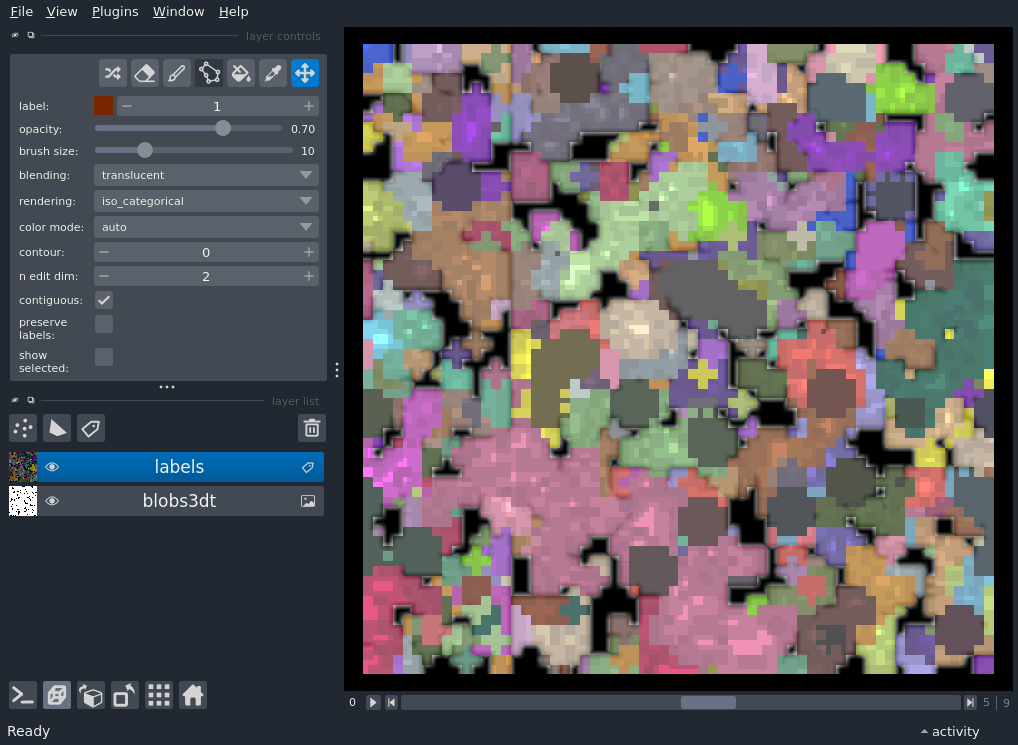 File View Plugins Window Help
layer controls
label: 1
opacity: 0.70
brush size: 10
blending: translucent
rendering: iso_categorical
color mode: auto
contour: 0
n edit dim: 2
contiguous:
preserve
labels:
show
selected:
layer list
labels
blobs3dt
0 5 | 9
Ready activity